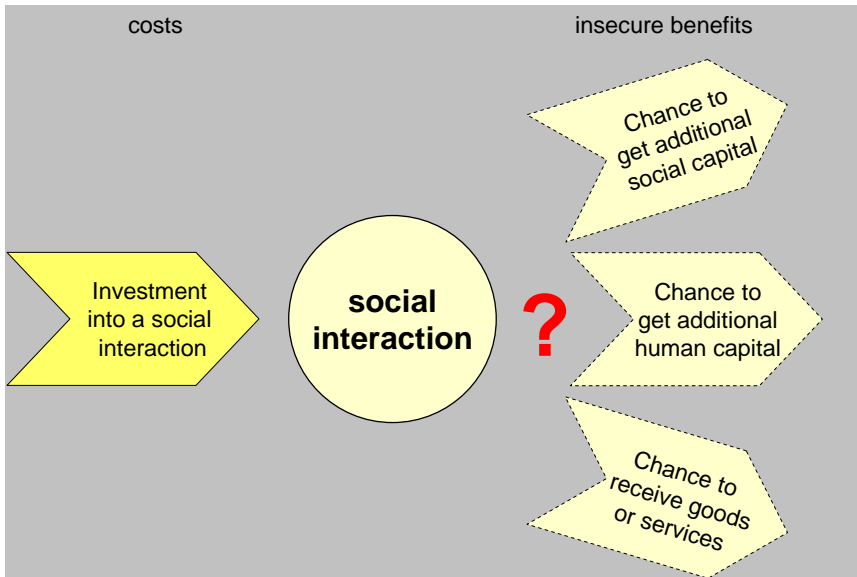 costs
insecure benefits
Chance to
get additional
social capital
Investment
into a social
interaction
social
interaction
?
Chance to
get additional
human capital
Chance to
receive goods
or services